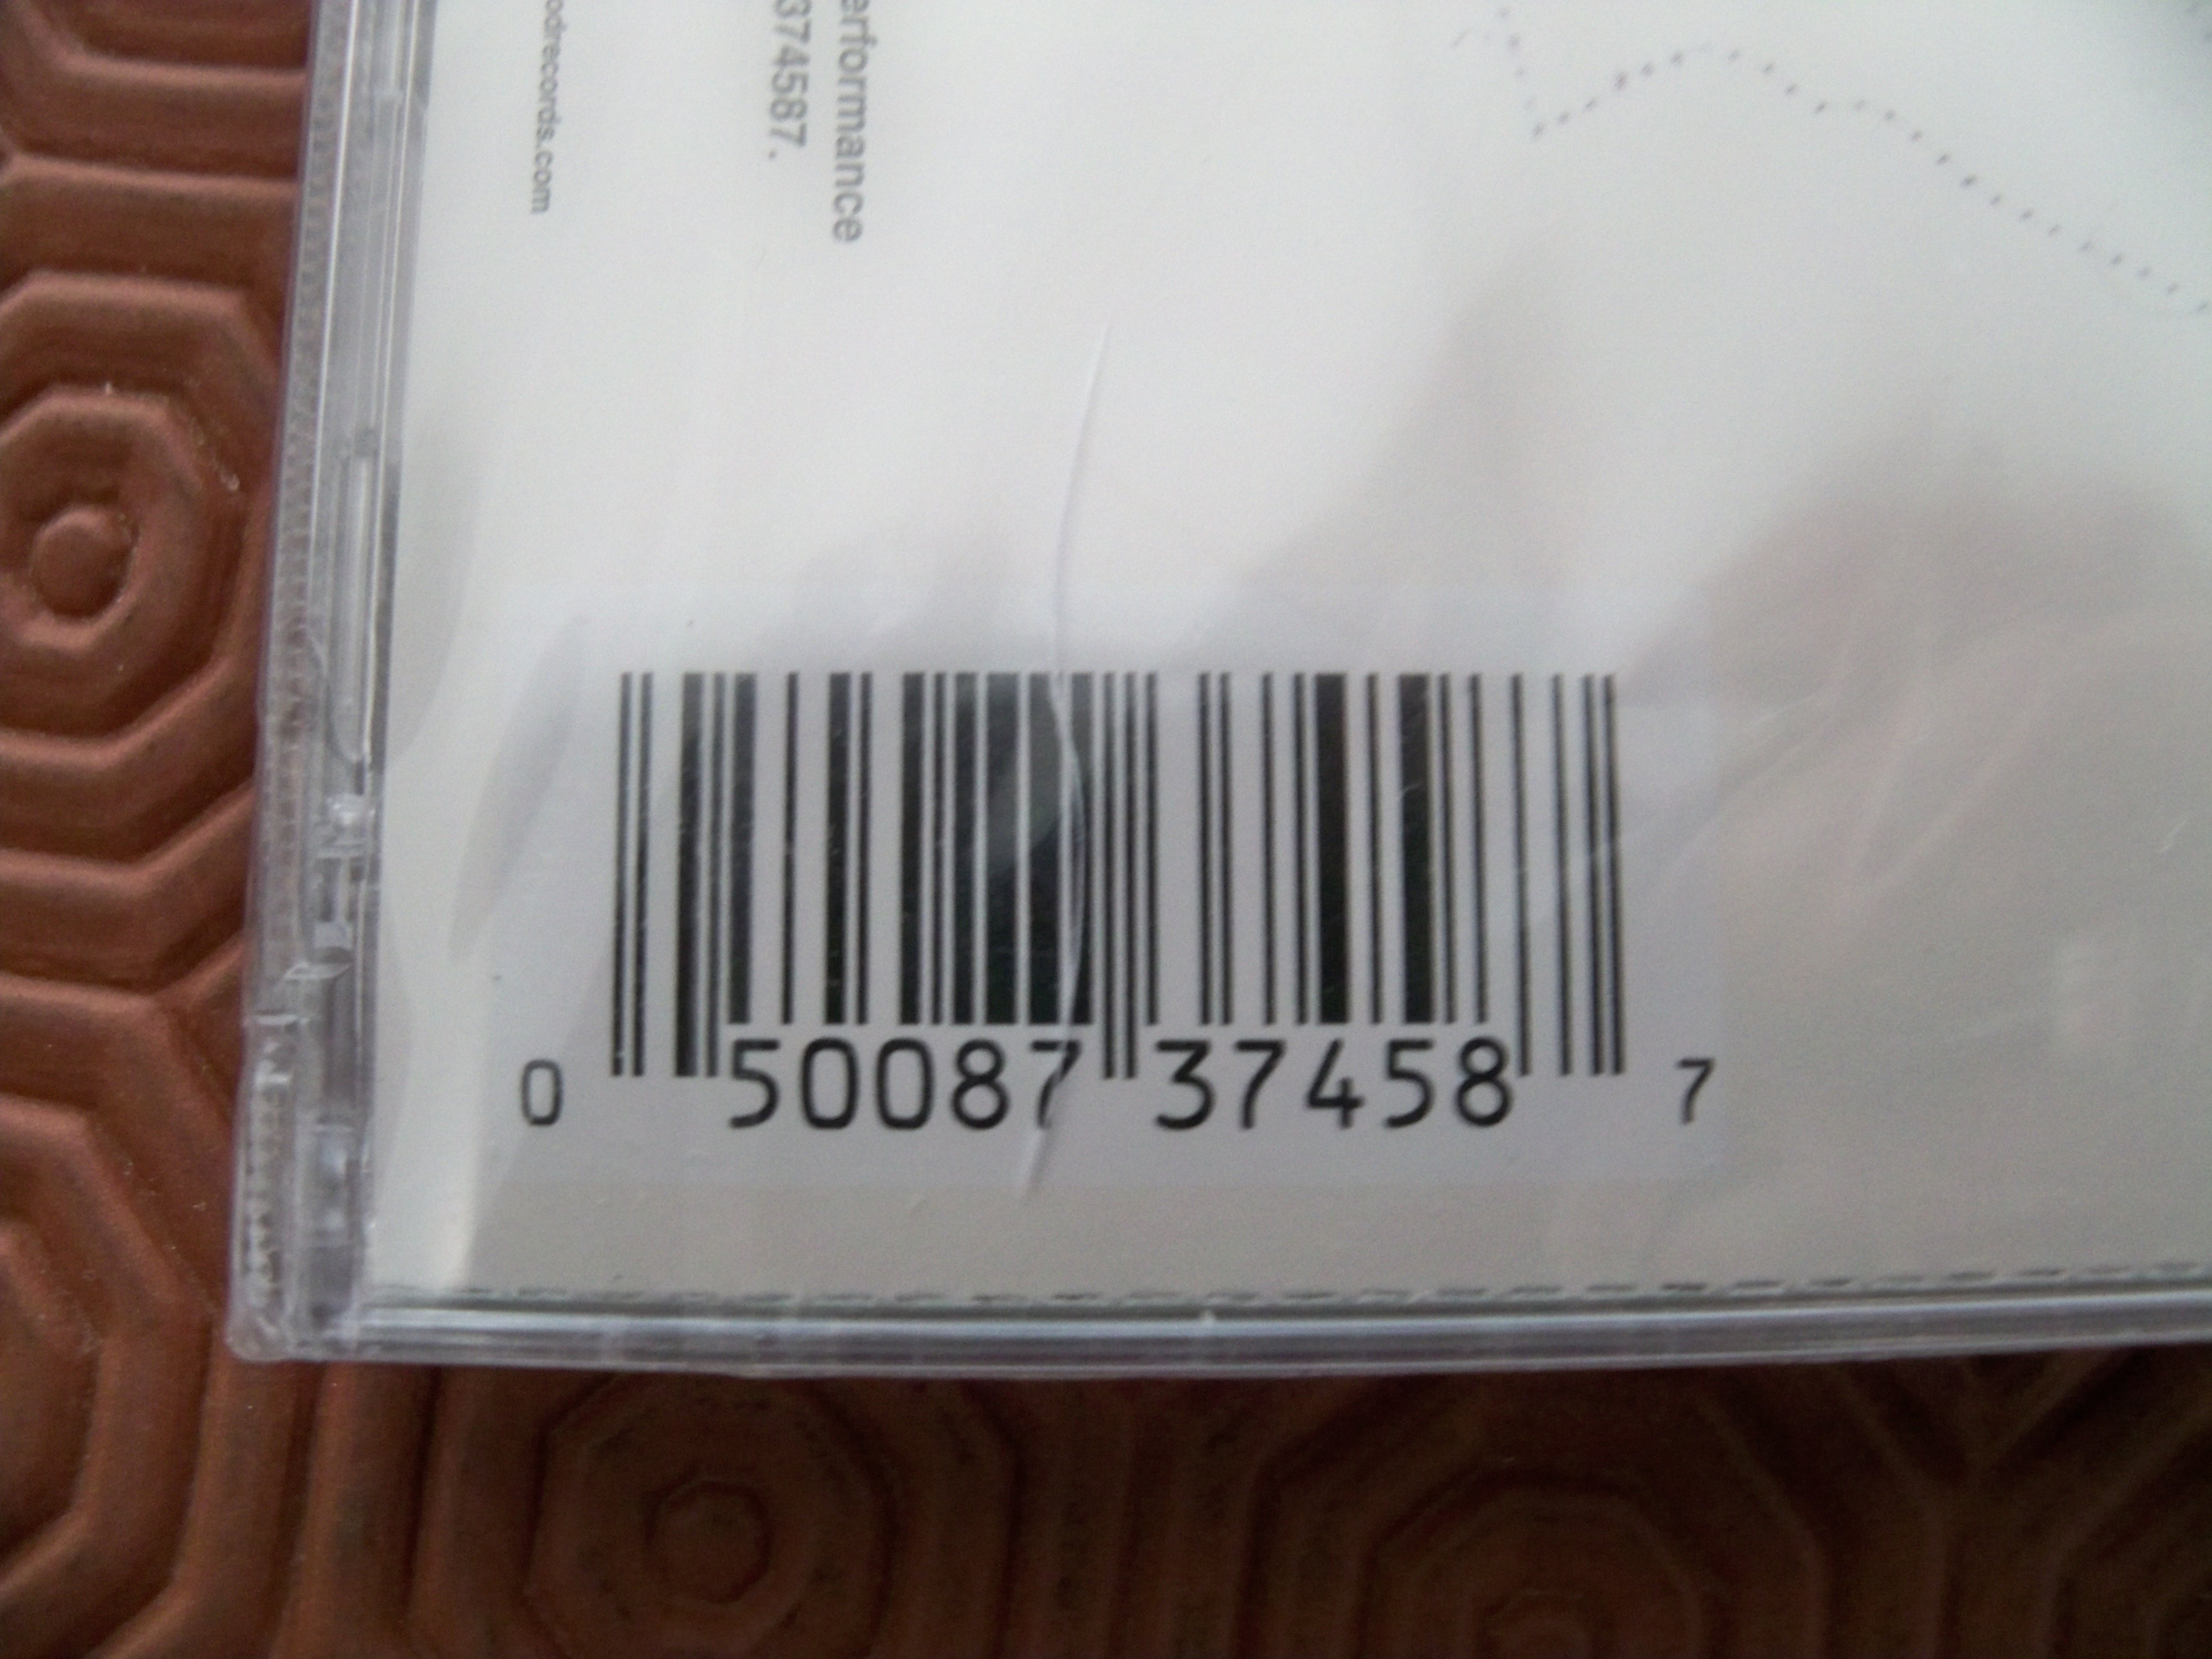 erformance
374587.
odrecords.com
0 50087 37458 7